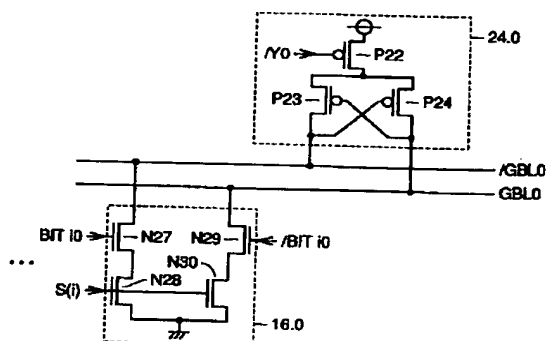 24.0
/Y0
P22
P23
P24
/GBL0
GBL0
BIT i0
N27
N29
/BIT i0
N30
N28
...
S(i)
16.0